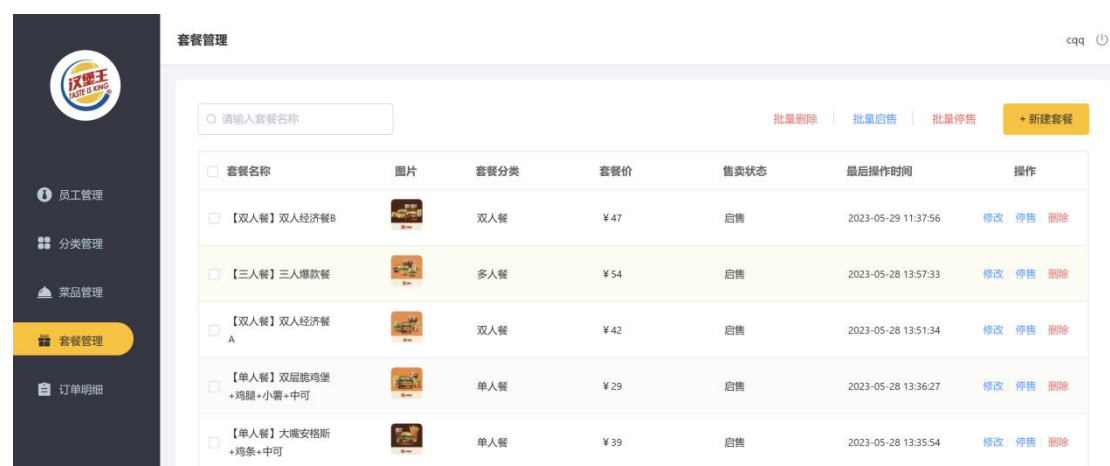 汉堡王
TASTE IS KING
套餐管理
cqq
请输入套餐名称
批量删除 批量启售 批量停售 + 新建套餐
套餐名称 图片 套餐分类 套餐价 售卖状态 最后操作时间 操作
员工管理
分类管理
菜品管理
套餐管理
订单明细
【双人餐】双人经济餐B 双人餐 ¥47 启售 2023-05-29 11:37:56 修改 停售 删除
【三人餐】三人爆款餐 多人餐 ¥54 启售 2023-05-28 13:57:33 修改 停售 删除
【双人餐】双人经济餐
A
双人餐 ¥42 启售 2023-05-28 13:51:34 修改 停售 删除
【单人餐】双层脆鸡堡
+鸡腿+小薯+中可
单人餐 ¥29 启售 2023-05-28 13:36:27 修改 停售 删除
【单人餐】大嘴安格斯
+鸡条+中可
单人餐 ¥39 启售 2023-05-28 13:35:54 修改 停售 删除